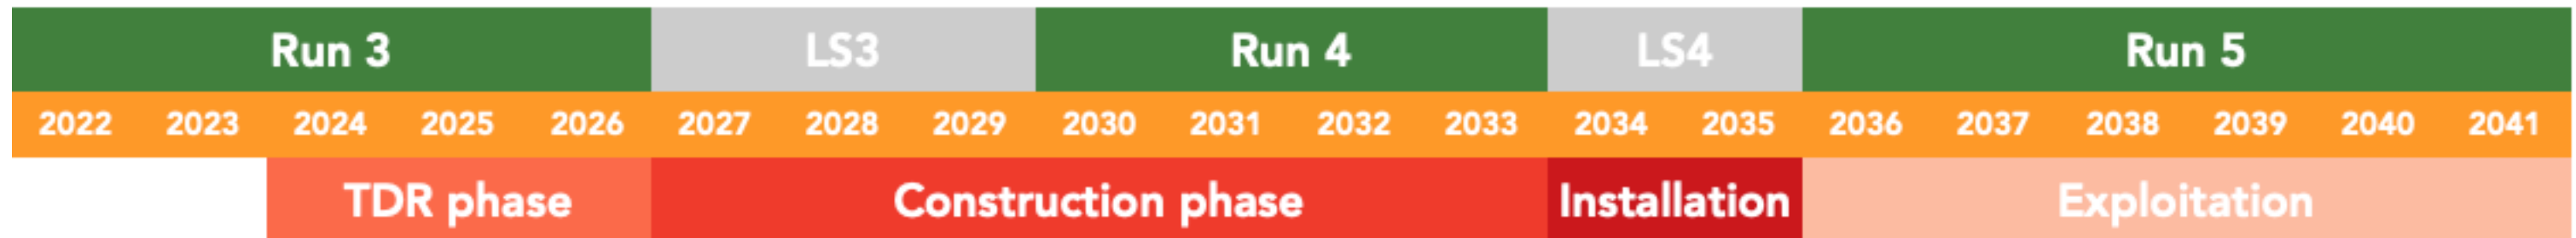 Run 3 LS3 Run 4 LS4 Run 5
2022 2023 2024 2025 2026 2027 2028 2029 2030 2031 2032 2033 2034 2035 2036 2037 2038 2039 2040 2041
TDR phase Construction phase Installation Exploitation